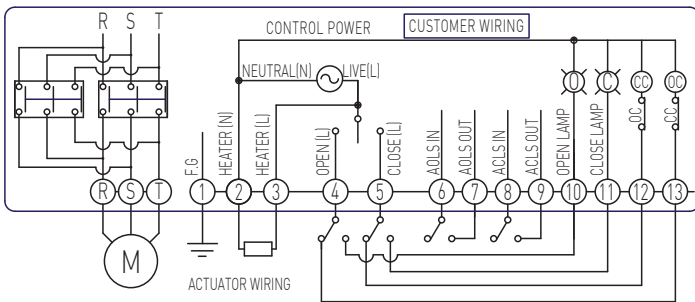 R S T
CONTROL POWER
CUSTOMER WIRING
NEUTRAL(N)
LIVE(L)
O
C
CC
OC
OC
CC
F.G
HEATER (N)
HEATER (L)
OPEN (L)
CLOSE (L)
AOLS IN
AOLS OUT
ACLS IN
ACLS OUT
OPEN LAMP
CLOSE LAMP
R S T 1 2 3 4 5 6 7 8 9 10 11 12 13
M
ACTUATOR WIRING